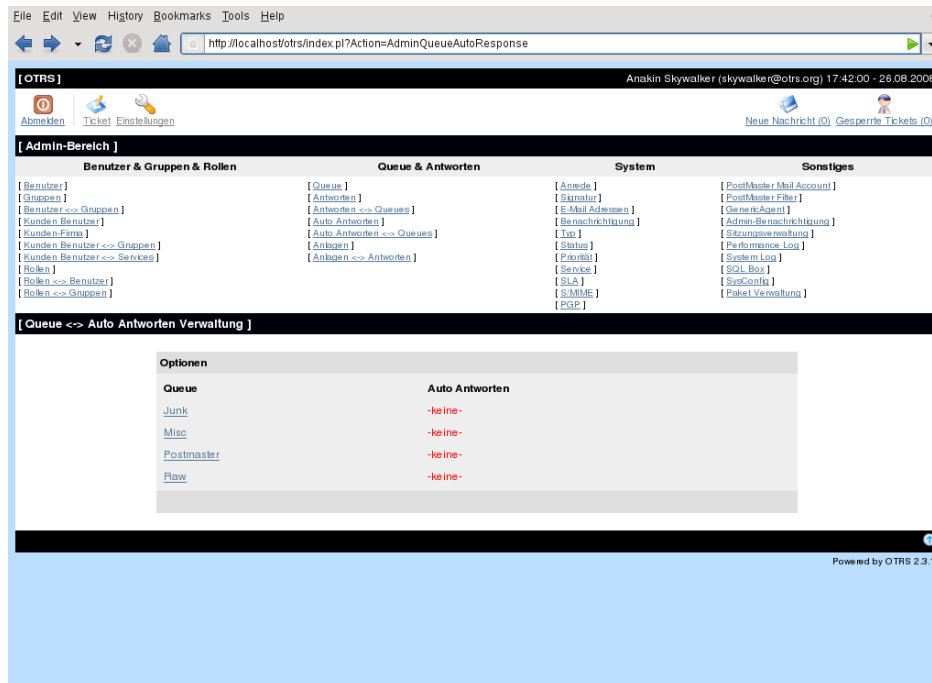 File Edit View History Bookmarks Tools Help
http://localhost/otrs/index.pl?Action=AdminQueueAutoResponse
[ OTRS ] Anakin Skywalker (skywalker@otrs.org) 17:42:00 - 26.08.2008
Abmelden Ticket Einstellungen Neue Nachricht (0) Gesperrte Tickets (0)
[ Admin-Bereich ]
Benutzer & Gruppen & Rollen Queue & Antworten System Sonstiges
[ Benutzer ] [ Queue ] [ Anrede ] [ PostMaster Mail Account ]
[ Gruppen ] [ Antworten ] [ Signatur ] [ PostMaster Filter ]
[ Benutzer <-> Gruppen ] [ Antworten <-> Queues ] [ E-Mail Adressen ] [ GenericAgent ]
[ Kunden Benutzer ] [ Auto Antworten ] [ Benachrichtigung ] [ Admin-Benachrichtigung ]
[ Kunden-Firma ] [ Auto Antworten <-> Queues ] [ Typ ] [ Sitzungsverwaltung ]
[ Kunden Benutzer <-> Gruppen ] [ Anlagen ] [ Status ] [ Performance Log ]
[ Kunden Benutzer <-> Services ] [ Anlagen <-> Antworten ] [ Priorität ] [ System Log ]
[ Rollen ] [ Service ] [ SQL Box ]
[ Rollen <-> Benutzer ] [ SLA ] [ SysConfig ]
[ Rollen <-> Gruppen ] [ S/MIME ] [ Paket Verwaltung ]
[ PGP ]
[ Queue <-> Auto Antworten Verwaltung ]
Optionen
Queue Auto Antworten
Junk -keine-
Misc -keine-
Postmaster -keine-
Raw -keine-
Powered by OTRS 2.3.